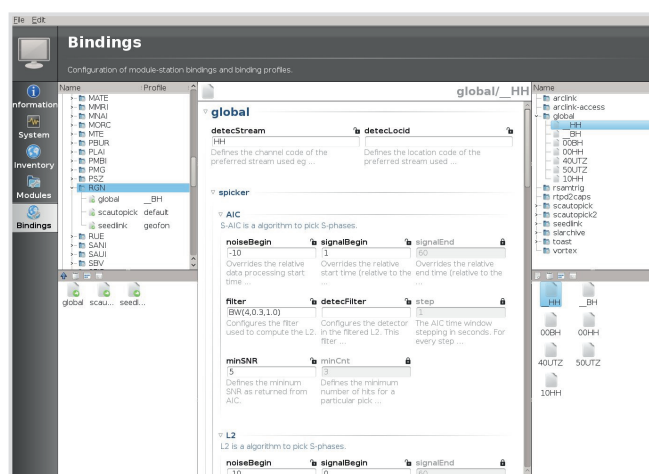 File Edit
Bindings
Configuration of module-station bindings and binding profiles.
Information
System
Inventory
Modules
Bindings
Name Profile
MATE
MMRI
MNAI
MORC
MTE
PBUR
PLAI
PMBI
PMG
PSZ
RGN
global __BH
scautopick default
seedlink geofon
RUE
SANI
SAUI
SBV
global scau... seedl...
global/__HH
global
detecStream detecLocid
HH
Defines the channel code of the preferred stream used eg ...
Defines the location code of the preferred stream used ...
spicker
AIC
S-AIC is a algorithm to pick S-phases.
noiseBegin signalBegin signalEnd
-10 1 60
Overrides the relative data processing start time ...
Overrides the relative start time (relative to the ...
Overrides the relative end time (relative to the ...
filter detecFilter step
BW(4,0.3,1.0) 1
Configures the filter used to compute the L2.
Configures the detector in the filtered L2. This filter ...
The AIC time window stepping in seconds. For every step ...
minSNR minCnt
5 3
Defines the mininum SNR as returned from AIC.
Defines the minimum number of hits for a particular pick ...
L2
L2 is a algorithm to pick S-phases.
noiseBegin signalBegin signalEnd
-10 0 60
Name
arclink
arclink-access
global
__HH
__BH
00BH
00HH
40UTZ
50UTZ
10HH
rsamtrig
rtpd2caps
scautopick
scautopick2
seedlink
slarchive
toast
vortex
__HH __BH
00BH 00HH
40UTZ 50UTZ
10HH